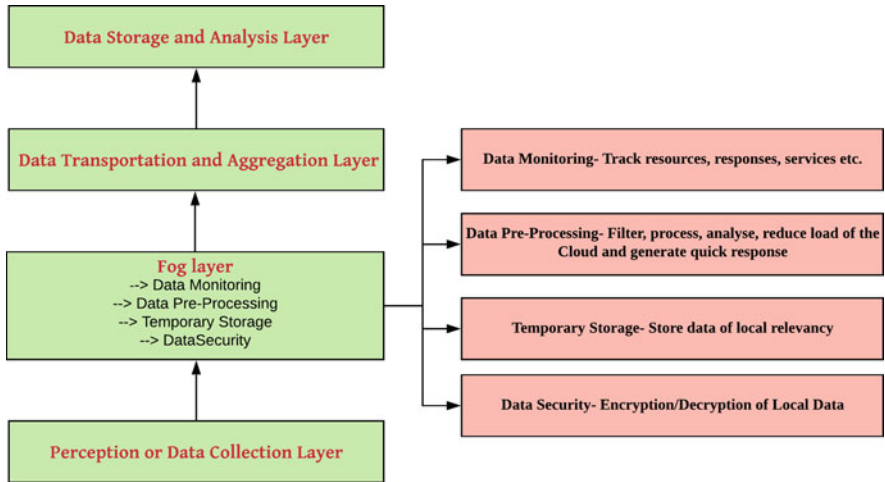 Data Storage and Analysis Layer
Data Transportation and Aggregation Layer
Fog layer
--> Data Monitoring
--> Data Pre-Processing
--> Temporary Storage
--> DataSecurity
Perception or Data Collection Layer
Data Monitoring- Track resources, responses, services etc.
Data Pre-Processing- Filter, process, analyse, reduce load of the
Cloud and generate quick response
Temporary Storage- Store data of local relevancy
Data Security- Encryption/Decryption of Local Data